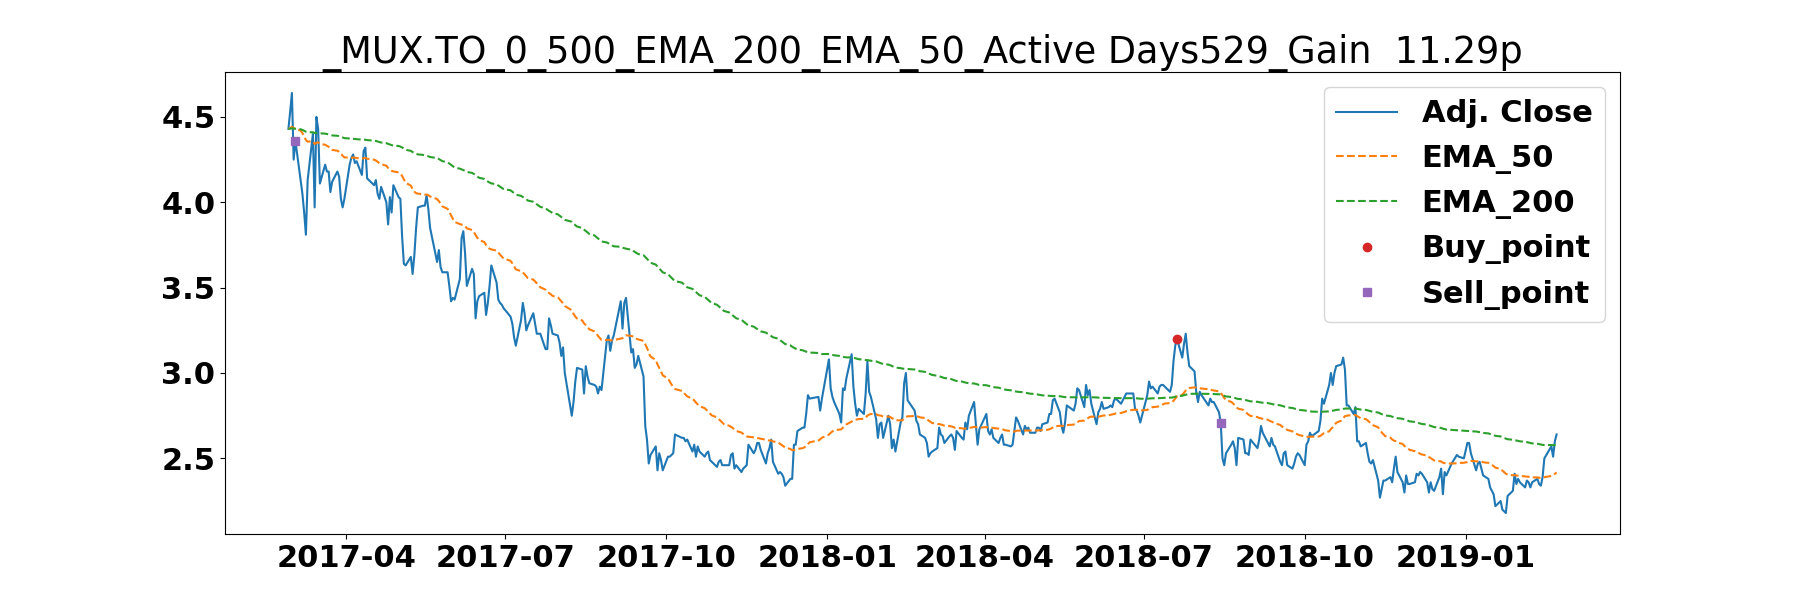 _MUX.TO_0_500_EMA_200_EMA_50_Active Days529_Gain  11.29p
4.5
4.0
3.5
3.0
2.5
Adj. Close
EMA_50
EMA_200
Buy_point
Sell_point
2017-04 2017-07 2017-10 2018-01 2018-04 2018-07 2018-10 2019-01